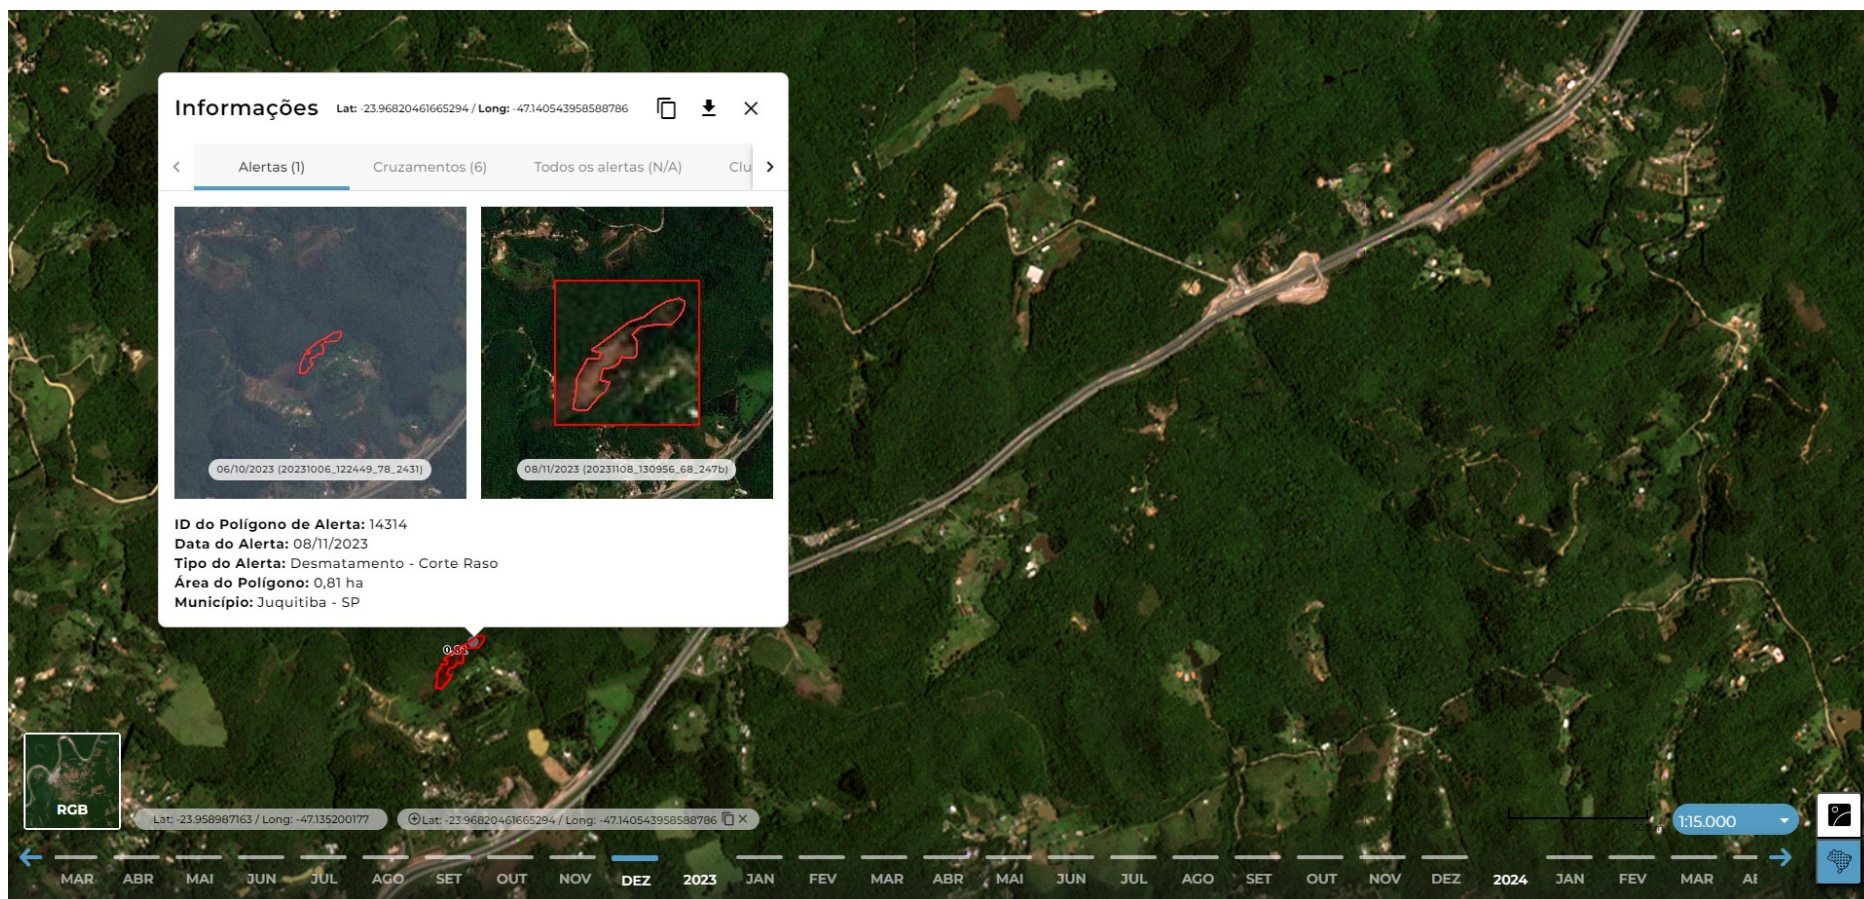 Informações Lat: -23.96820461665294 / Long: -47.140543958588786
Alertas (1) Cruzamentos (6) Todos os alertas (N/A) Clu
06/10/2023 (20231006_122449_78_2431) 08/11/2023 (20231108_130956_68_247b)
ID do Polígono de Alerta: 14314
Data do Alerta: 08/11/2023
Tipo do Alerta: Desmatamento - Corte Raso
Área do Polígono: 0,81 ha
Município: Juquitiba - SP
RGB
Lat: -23.958987163 / Long: -47.135200177 Lat: -23.96820461665294 / Long: -47.140543958588786
1:15.000
MAR ABR MAI JUN JUL AGO SET OUT NOV DEZ 2023 JAN FEV MAR ABR MAI JUN JUL AGO SET OUT NOV DEZ 2024 JAN FEV MAR